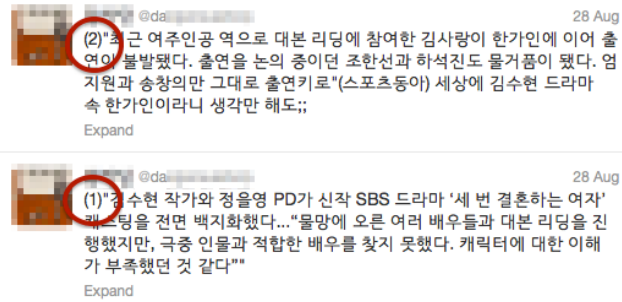 @da
28 Aug
(2)"최근 여주인공 역으로 대본 리딩에 참여한 김사랑이 한가인에 이어 출
연이 불발됐다. 출연을 논의 중이던 조한선과 하석진도 물거품이 됐다. 엄
지원과 송창의만 그대로 출연키로"(스포츠동아) 세상에 김수현 드라마
속 한가인이라니 생각만 해도;;
Expand
@da
28 Aug
(1)"김수현 작가와 정을영 PD가 신작 SBS 드라마 ‘세 번 결혼하는 여자’
캐스팅을 전면 백지화했다...“물망에 오른 여러 배우들과 대본 리딩을 진
행했지만, 극중 인물과 적합한 배우를 찾지 못했다. 캐릭터에 대한 이해
가 부족했던 것 같다”"
Expand